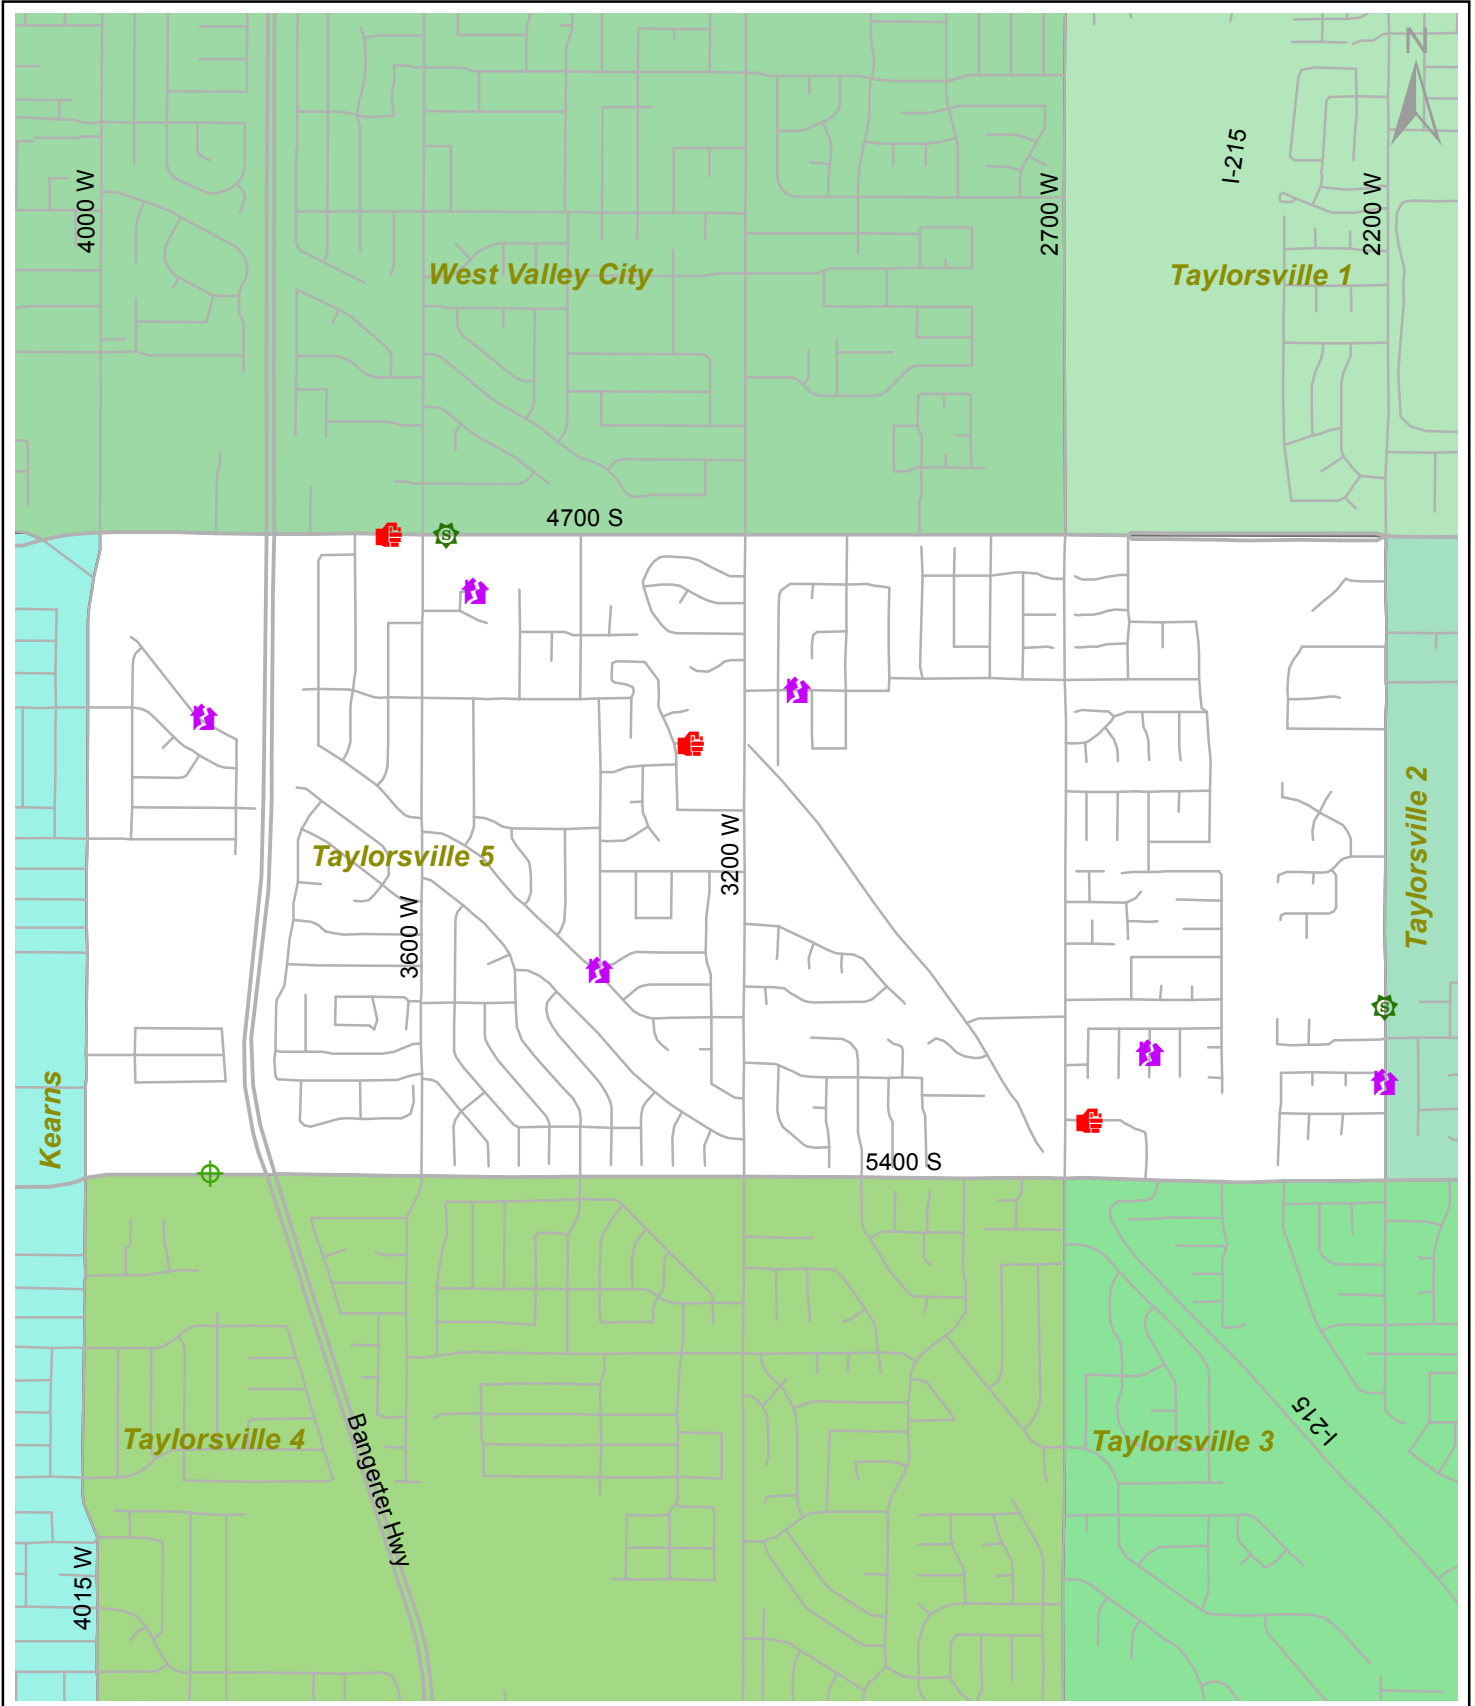 N
I-215
4000 W
2700 W
2200 W
West Valley City
Taylorsville 1
4700 S
S
Taylorsville 2
3200 W
Taylorsville 5
3600 W
S
Kearns
5400 S
Taylorsville 4
Bangerter Hwy
Taylorsville 3
I-215
4015 W